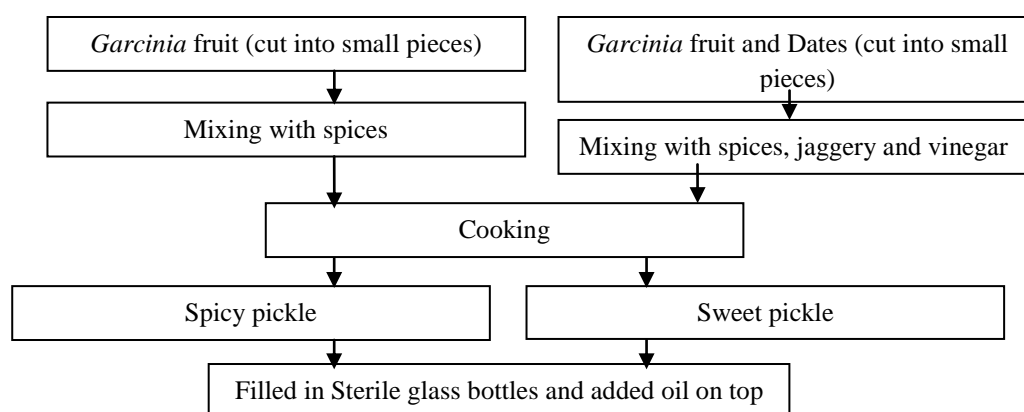 Garcinia fruit (cut into small pieces)
Garcinia fruit and Dates (cut into small
pieces)
Mixing with spices
Mixing with spices, jaggery and vinegar
Cooking
Spicy pickle
Sweet pickle
Filled in Sterile glass bottles and added oil on top